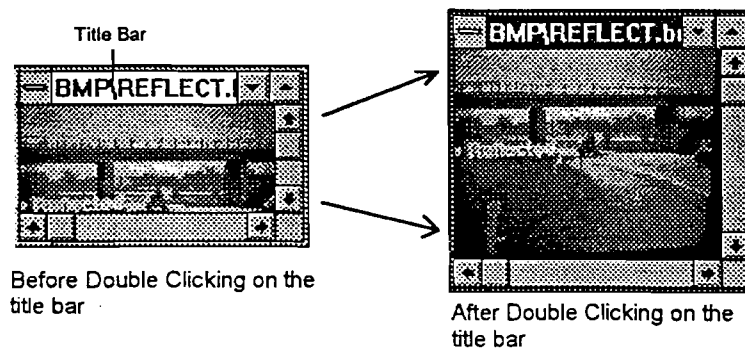 Title Bar
BMP\REFLECT.
BMP\REFLECT.b
Before Double Clicking on the
title bar
After Double Clicking on the
title bar